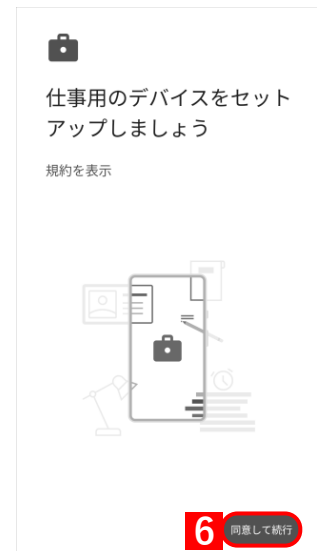 仕事用のデバイスをセット
アップしましょう
規約を表示
6
同意して続行